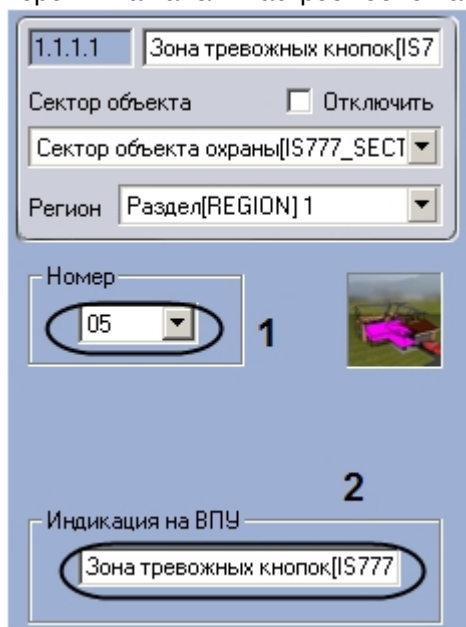 1.1.1.1 Зона тревожных кнопок[IS7
Сектор объекта Отключить
Сектор объекта охраны[IS777_SECT
Регион Раздел[REGION] 1
Номер
05 1
2
Индикация на ВПУ
Зона тревожных кнопок[IS777